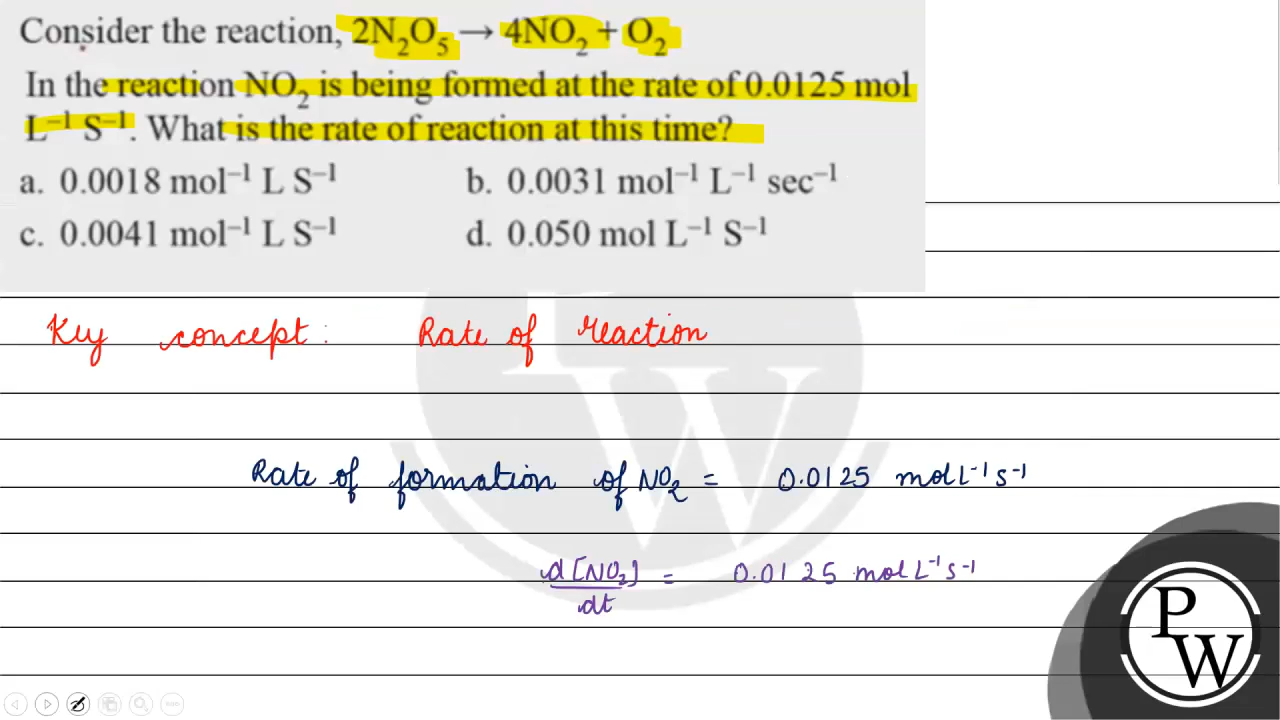 Consider the reaction, 2N₂O₅ → 4NO₂ + O₂
In the reaction NO₂ is being formed at the rate of 0.0125 mol
L⁻¹ S⁻¹. What is the rate of reaction at this time?
a. 0.0018 mol⁻¹ L S⁻¹ b. 0.0031 mol⁻¹ L⁻¹ sec⁻¹
c. 0.0041 mol⁻¹ L S⁻¹ d. 0.050 mol L⁻¹ S⁻¹
Key concept: Rate of reaction
Rate of formation of NO₂ = 0.0125 mol L⁻¹ s⁻¹
d[NO₂]/dt = 0.0125 mol L⁻¹ s⁻¹
PW
PW